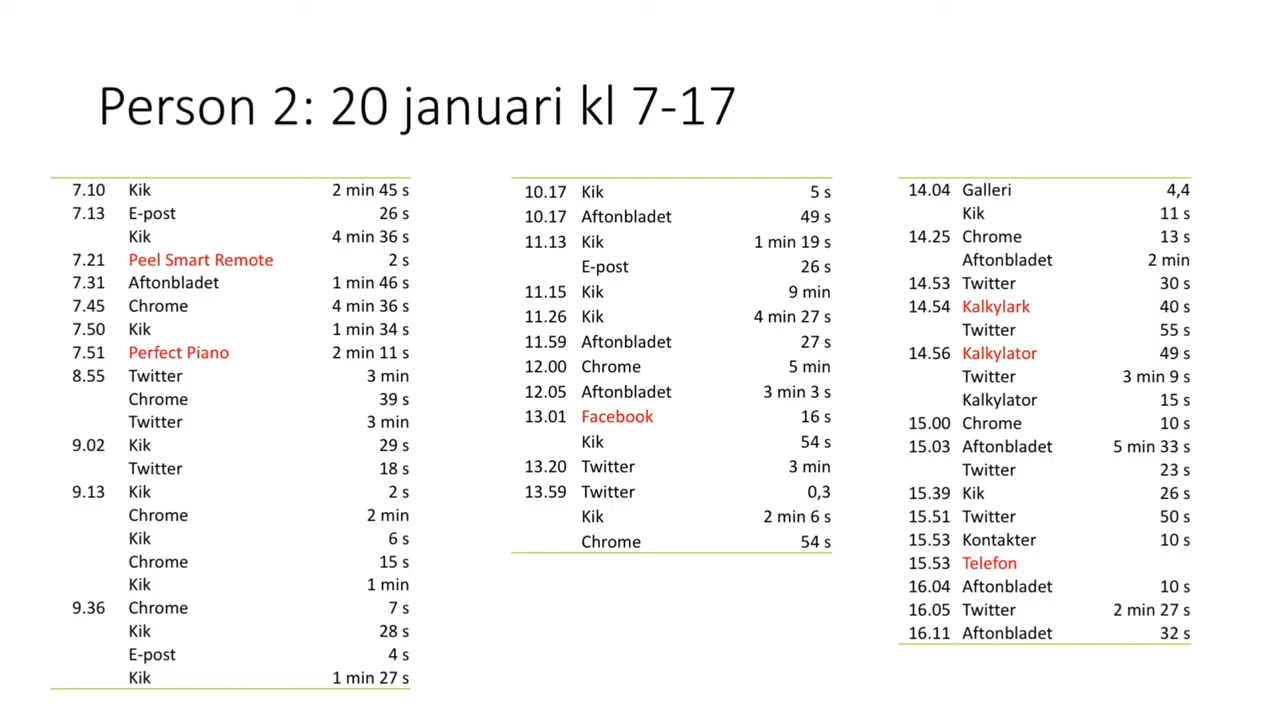 Person 2: 20 januari kl 7-17
7.10 Kik 2 min 45 s
7.13 E-post 26 s
Kik 4 min 36 s
7.21 Peel Smart Remote 2 s
7.31 Aftonbladet 1 min 46 s
7.45 Chrome 4 min 36 s
7.50 Kik 1 min 34 s
7.51 Perfect Piano 2 min 11 s
8.55 Twitter 3 min
Chrome 39 s
Twitter 3 min
9.02 Kik 29 s
Twitter 18 s
9.13 Kik 2 s
Chrome 2 min
Kik 6 s
Chrome 15 s
Kik 1 min
9.36 Chrome 7 s
Kik 28 s
E-post 4 s
Kik 1 min 27 s
10.17 Kik 5 s
10.17 Aftonbladet 49 s
11.13 Kik 1 min 19 s
E-post 26 s
11.15 Kik 9 min
11.26 Kik 4 min 27 s
11.59 Aftonbladet 27 s
12.00 Chrome 5 min
12.05 Aftonbladet 3 min 3 s
13.01 Facebook 16 s
Kik 54 s
13.20 Twitter 3 min
13.59 Twitter 0,3
Kik 2 min 6 s
Chrome 54 s
14.04 Galleri 4,4
Kik 11 s
14.25 Chrome 13 s
Aftonbladet 2 min
14.53 Twitter 30 s
14.54 Kalkylark 40 s
Twitter 55 s
14.56 Kalkylator 49 s
Twitter 3 min 9 s
Kalkylator 15 s
15.00 Chrome 10 s
15.03 Aftonbladet 5 min 33 s
Twitter 23 s
15.39 Kik 26 s
15.51 Twitter 50 s
15.53 Kontakter 10 s
15.53 Telefon
16.04 Aftonbladet 10 s
16.05 Twitter 2 min 27 s
16.11 Aftonbladet 32 s